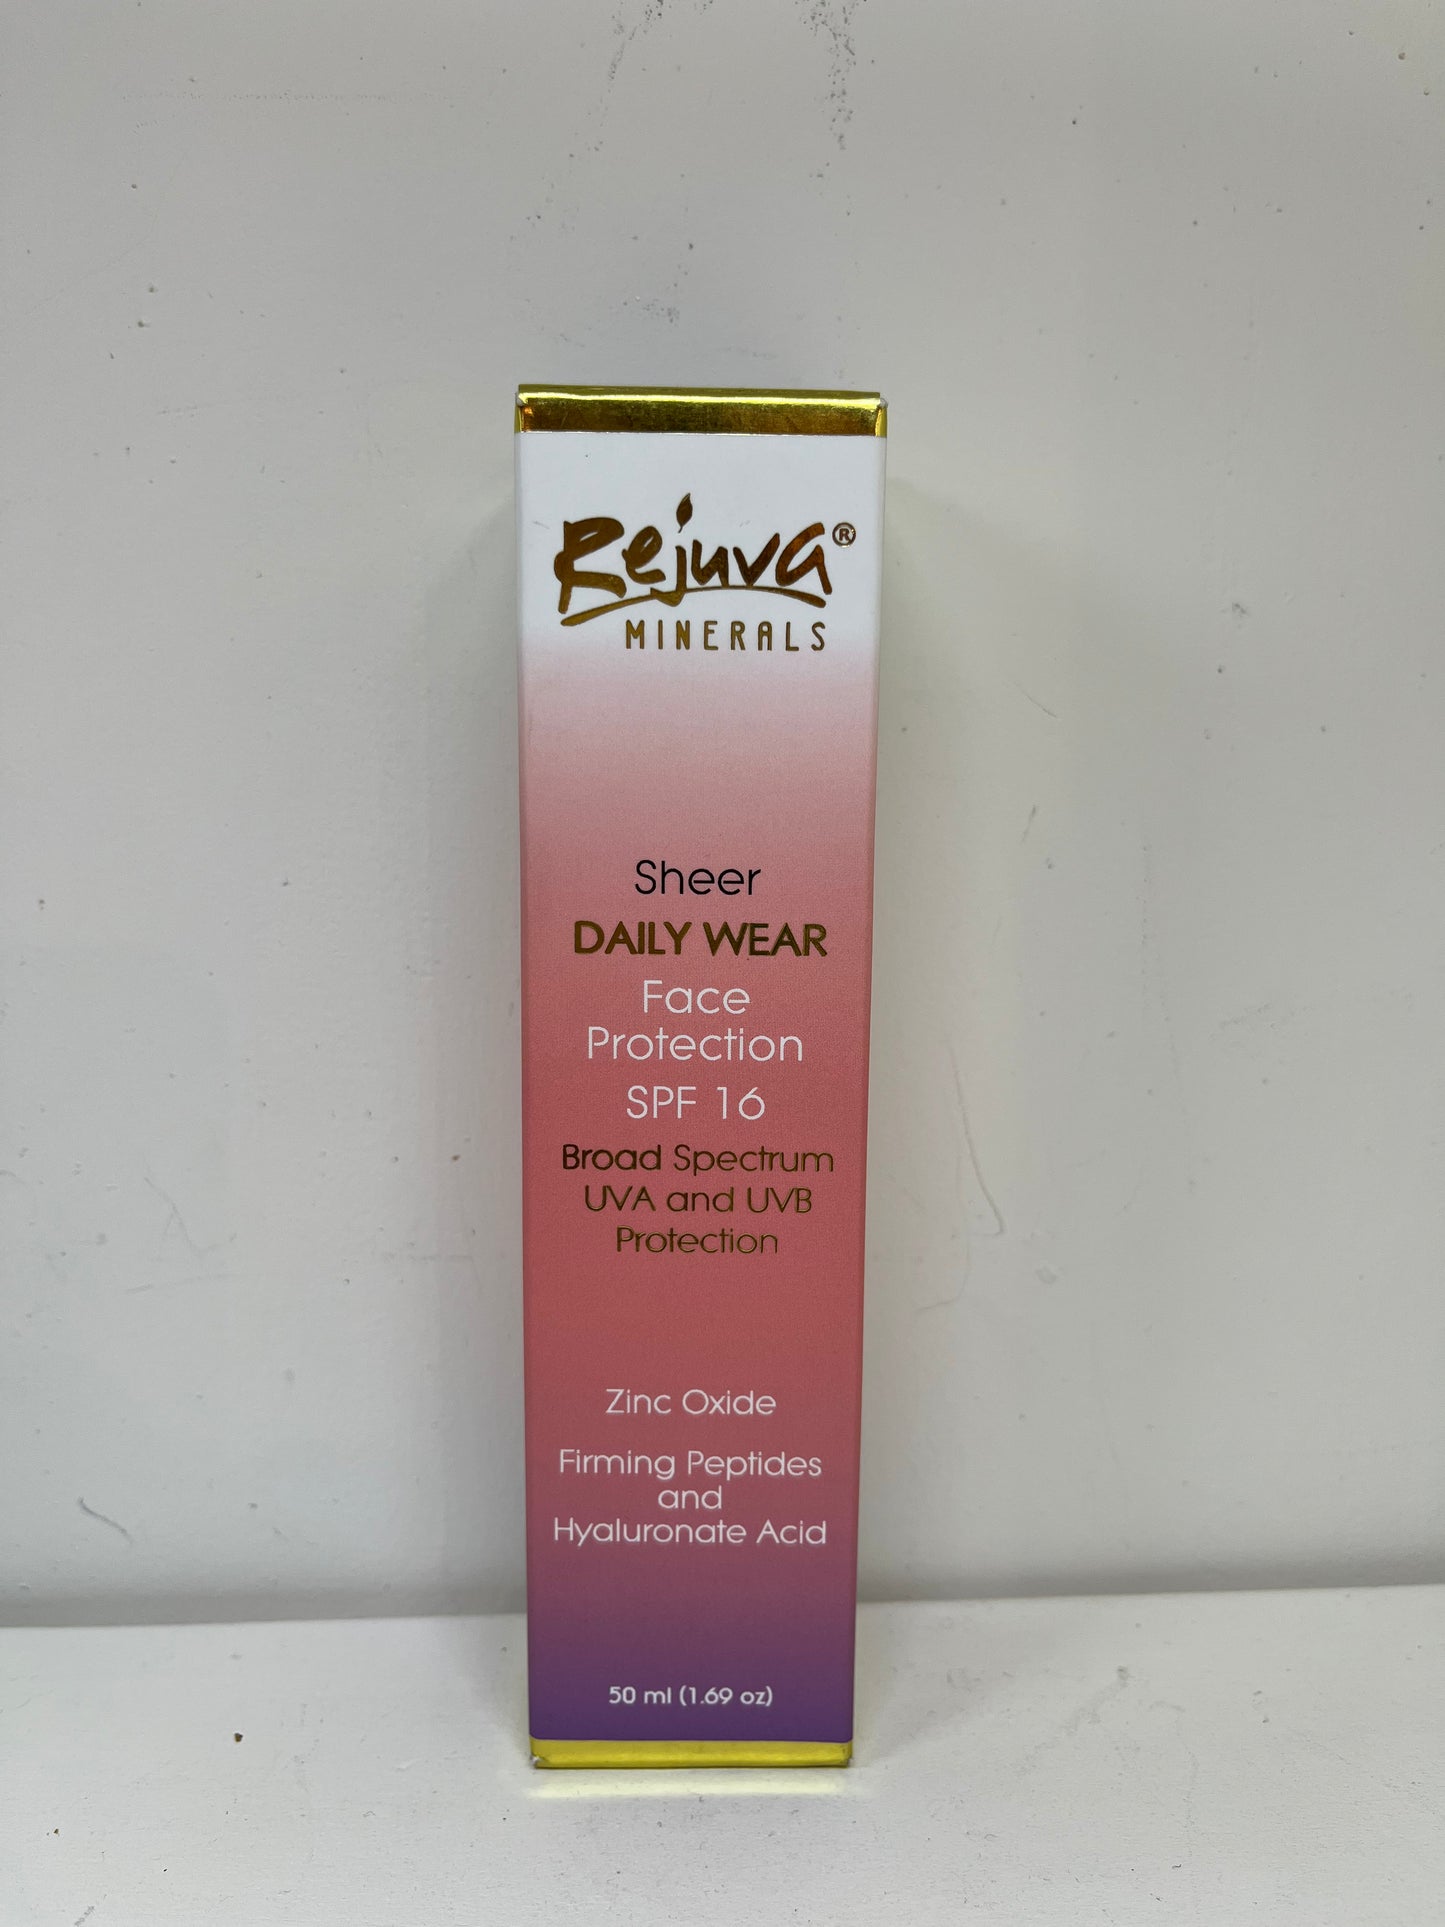 Rejuva®
MINERALS
Sheer
DAILY WEAR
Face
Protection
SPF 16
Broad Spectrum
UVA and UVB
Protection
Zinc Oxide
Firming Peptides
and
Hyaluronate Acid
50 ml (1.69 oz)